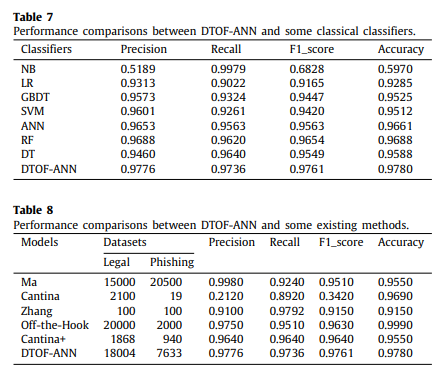 Table 7
Performance comparisons between DTOF-ANN and some classical classifiers.
Classifiers Precision Recall F1_score Accuracy
NB 0.5189 0.9979 0.6828 0.5970
LR 0.9313 0.9022 0.9165 0.9285
GBDT 0.9573 0.9324 0.9447 0.9525
SVM 0.9601 0.9261 0.9420 0.9512
ANN 0.9653 0.9563 0.9563 0.9661
RF 0.9688 0.9620 0.9654 0.9688
DT 0.9460 0.9640 0.9549 0.9588
DTOF-ANN 0.9776 0.9736 0.9761 0.9780
Table 8
Performance comparisons between DTOF-ANN and some existing methods.
Models Datasets Precision Recall F1_score Accuracy
Legal Phishing
Ma 15000 20500 0.9980 0.9240 0.9510 0.9550
Cantina 2100 19 0.2120 0.8920 0.3420 0.9690
Zhang 100 100 0.9100 0.9792 0.9150 0.9150
Off-the-Hook 20000 2000 0.9750 0.9510 0.9630 0.9990
Cantina+ 1868 940 0.9640 0.9640 0.9640 0.9550
DTOF-ANN 18004 7633 0.9776 0.9736 0.9761 0.9780